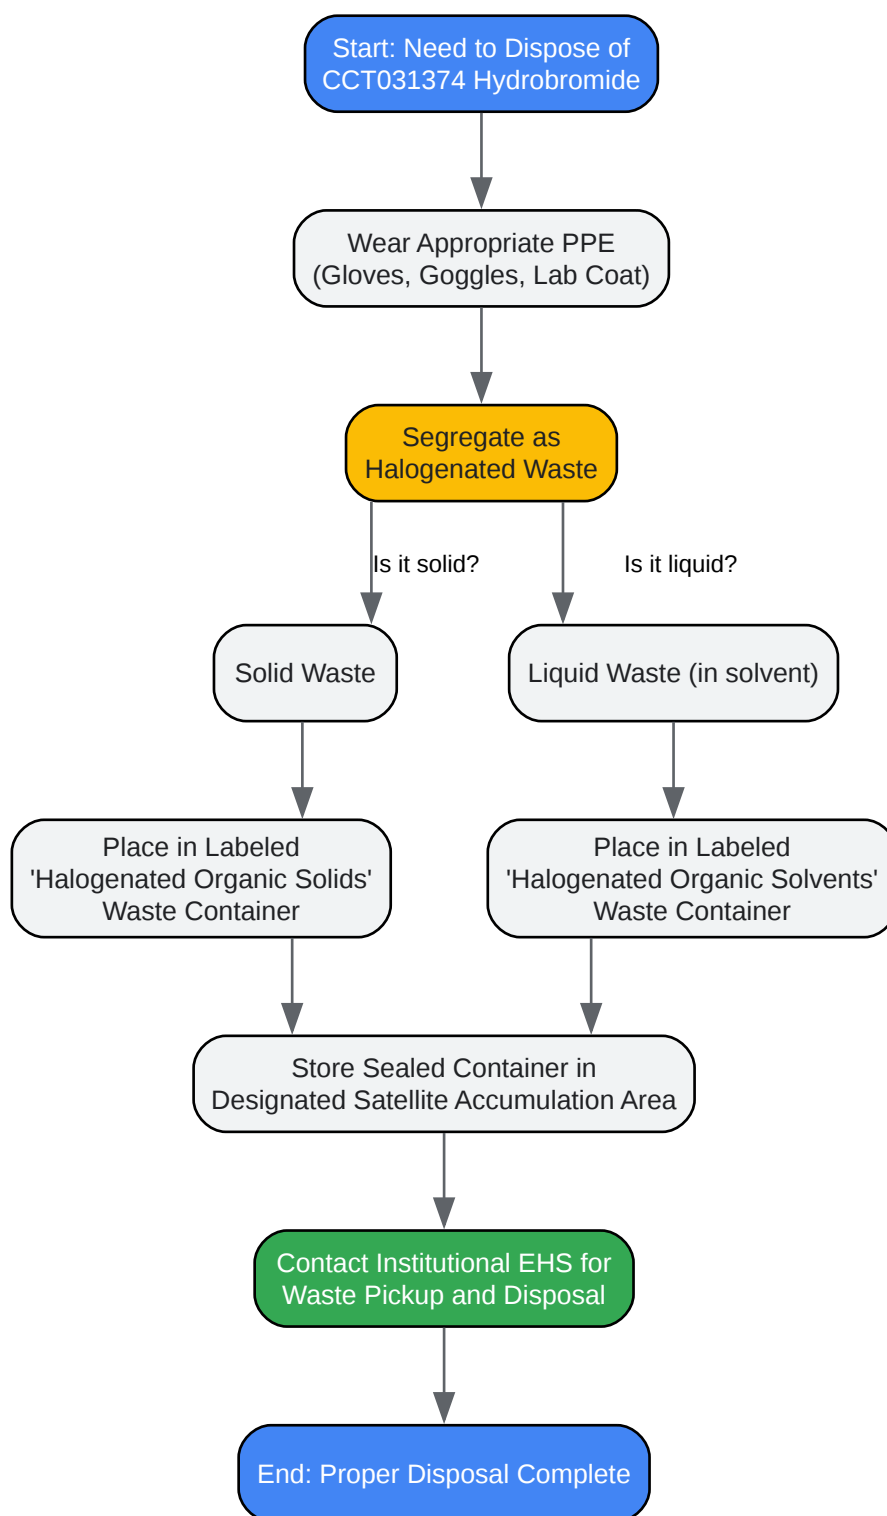 Start: Need to Dispose of
CCT031374 Hydrobromide
Wear Appropriate PPE
(Gloves, Goggles, Lab Coat)
Segregate as
Halogenated Waste
Is it solid?
Is it liquid?
Solid Waste
Liquid Waste (in solvent)
Place in Labeled
'Halogenated Organic Solids'
Waste Container
Place in Labeled
'Halogenated Organic Solvents'
Waste Container
Store Sealed Container in
Designated Satellite Accumulation Area
Contact Institutional EHS for
Waste Pickup and Disposal
End: Proper Disposal Complete